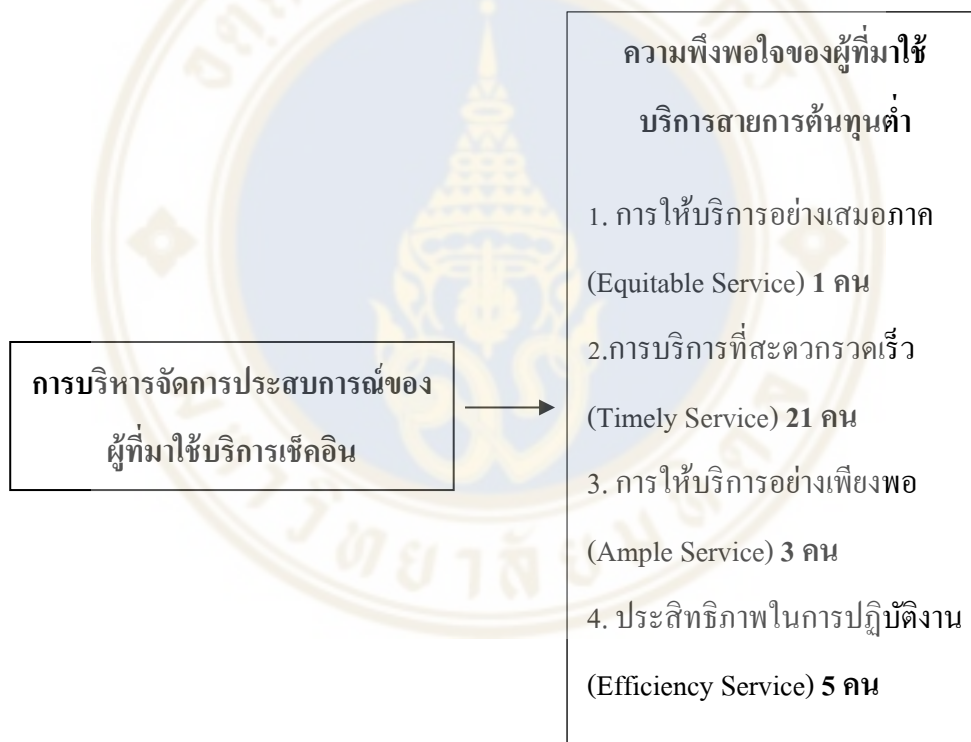 การบริหารจัดการประสบการณ์ของ
ผู้ที่มาใช้บริการเช็คอิน
ความพึงพอใจของผู้ที่มาใช้
บริการสายการต้นทุนต่ำ
1. การให้บริการอย่างเสมอภาค
(Equitable Service) 1 คน
2.การบริการที่สะดวกรวดเร็ว
(Timely Service) 21 คน
3. การให้บริการอย่างเพียงพอ
(Ample Service) 3 คน
4. ประสิทธิภาพในการปฏิบัติงาน
(Efficiency Service) 5 คน